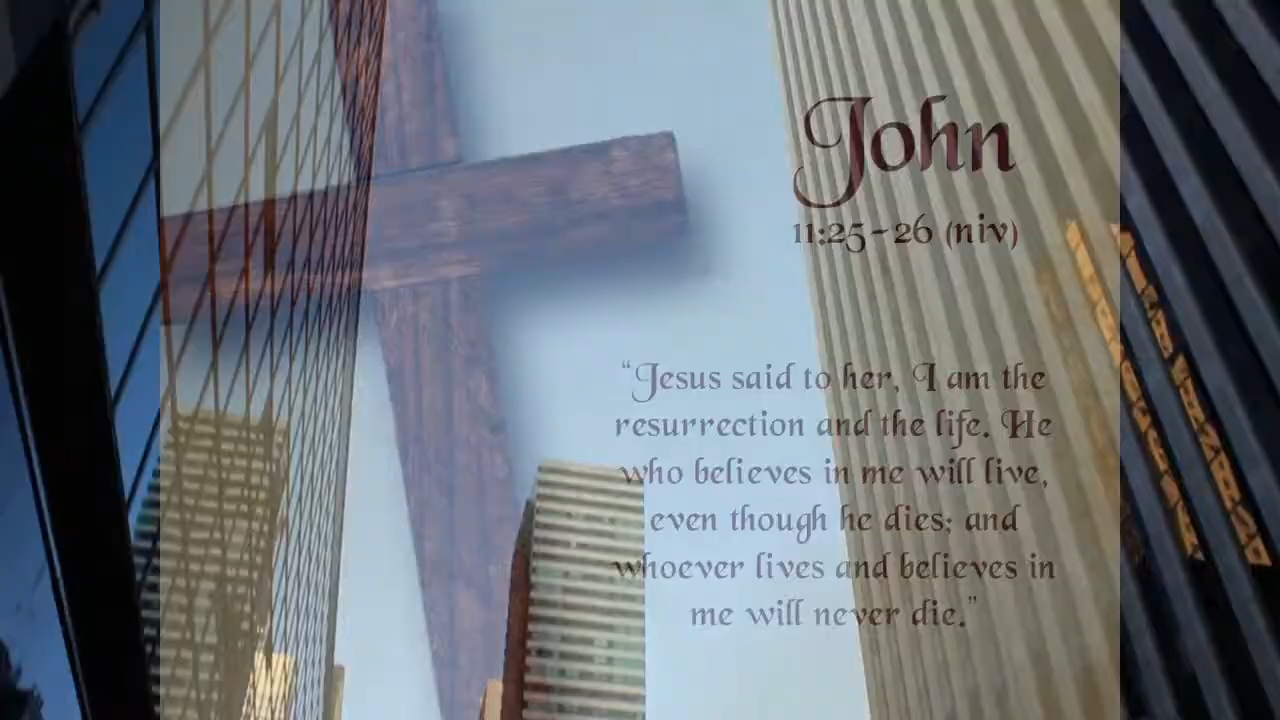 John
11:25-26 (niv)
“Jesus said to her, I am the
resurrection and the life. He
who believes in me will live,
even though he dies; and
whoever lives and believes in
me will never die.”